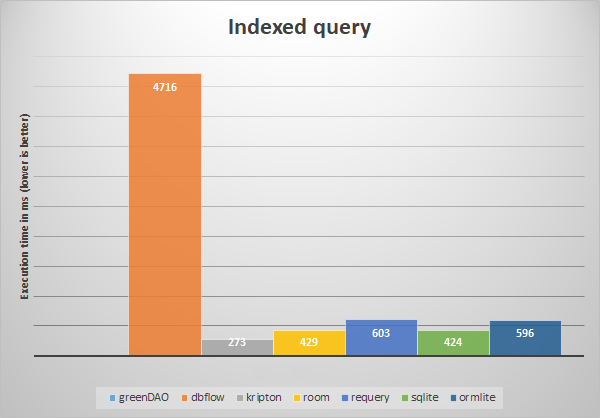 Indexed query
Execution time in ms (lower is better)
4716
273
429
603
424
596
greenDAO dbflow kripton room requery sqlite ormlite